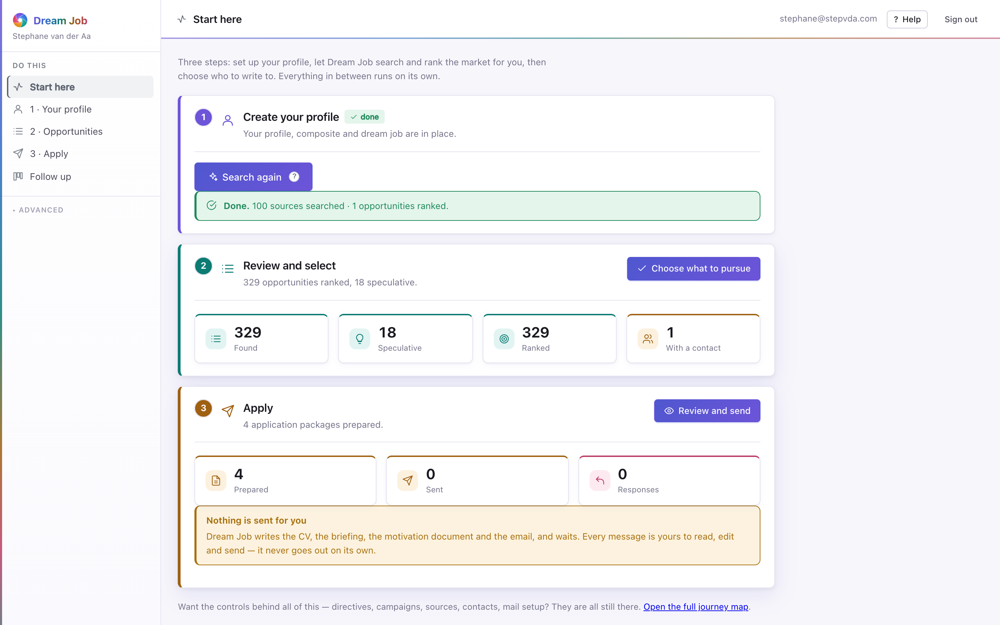 Dream Job
Stephane van der Aa
DO THIS
Start here
1 · Your profile
2 · Opportunities
3 · Apply
Follow up
ADVANCED
Start here
stephane@stepvda.com
? Help
Sign out
Three steps: set up your profile, let Dream Job search and rank the market for you, then
choose who to write to. Everything in between runs on its own.
1
Create your profile
done
Your profile, composite and dream job are in place.
Search again ?
Done. 100 sources searched · 1 opportunities ranked.
2
Review and select
329 opportunities ranked, 18 speculative.
Choose what to pursue
329
Found
18
Speculative
329
Ranked
1
With a contact
3
Apply
4 application packages prepared.
Review and send
4
Prepared
0
Sent
0
Responses
Nothing is sent for you
Dream Job writes the CV, the briefing, the motivation document and the email, and waits. Every message is yours to read, edit
and send — it never goes out on its own.
Want the controls behind all of this — directives, campaigns, sources, contacts, mail setup? They are all still there. Open the full journey map.